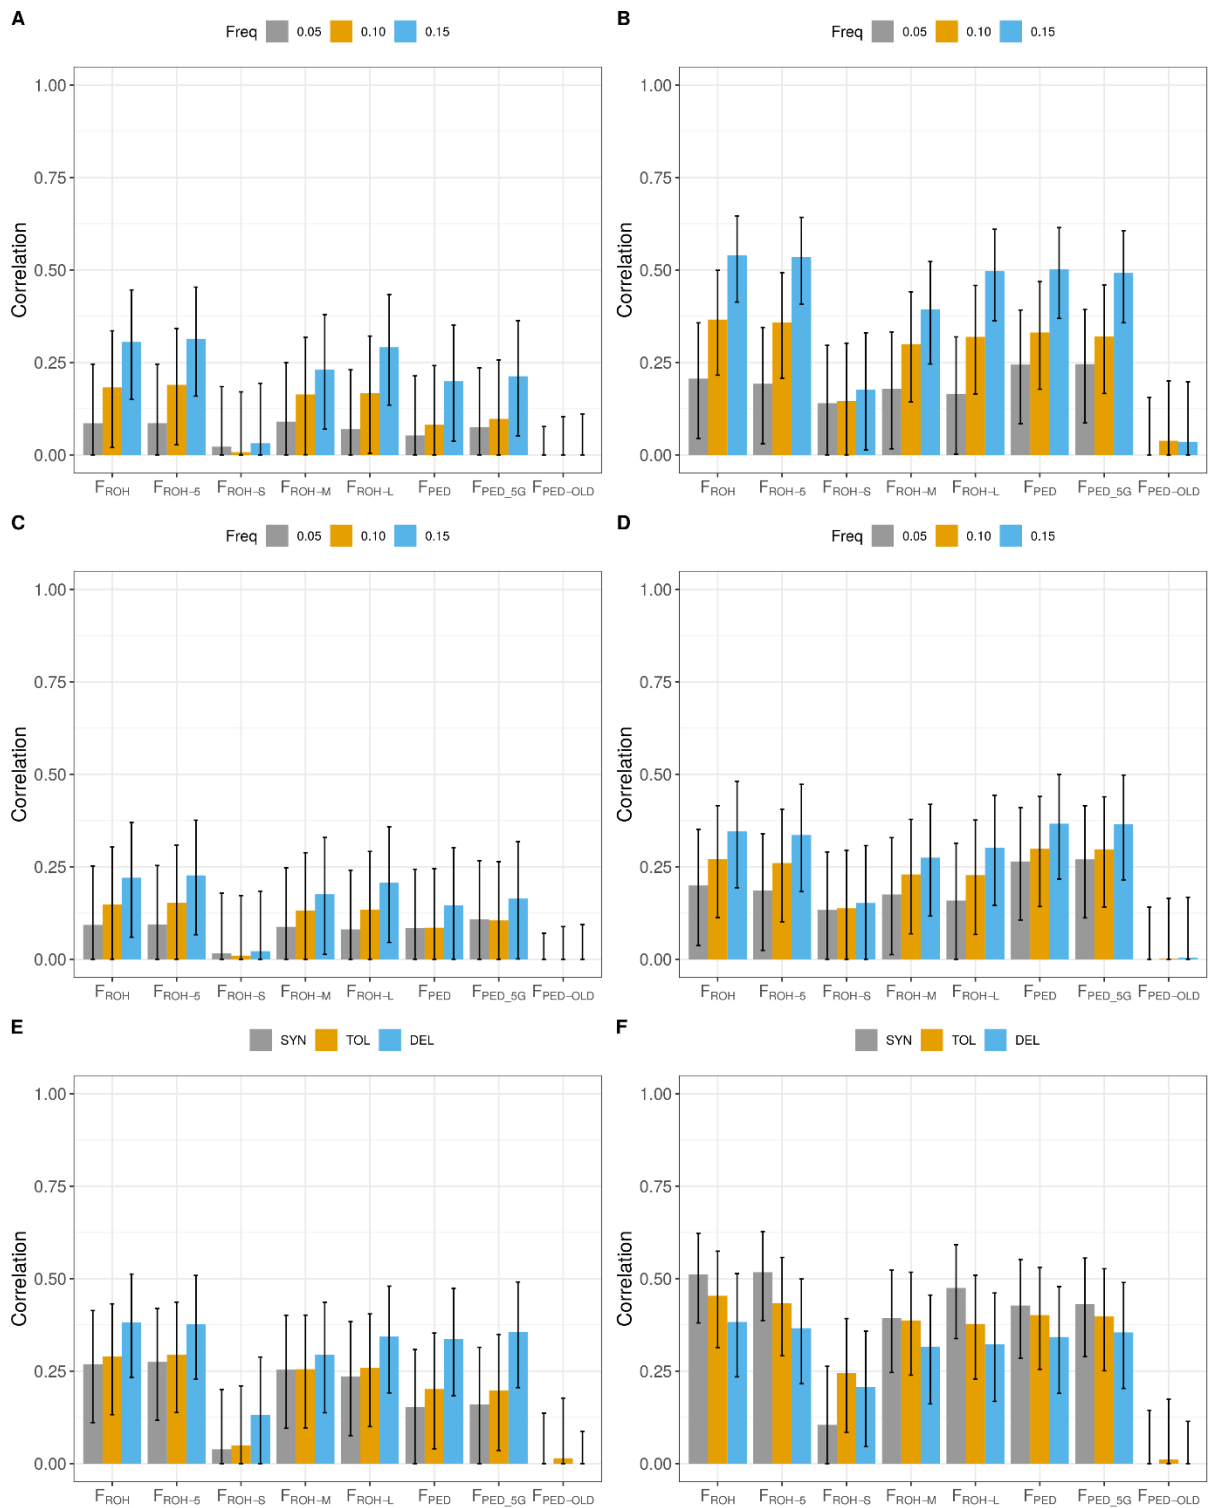 A
Freq 0.05 0.10 0.15
1.00
0.75
0.50
0.25
0.00
Correlation
FROH FROH−5 FROH−S FROH−M FROH−L FPED FPED_5G FPED−OLD
B
Freq 0.05 0.10 0.15
1.00
0.75
0.50
0.25
0.00
Correlation
FROH FROH−5 FROH−S FROH−M FROH−L FPED FPED_5G FPED−OLD
C
Freq 0.05 0.10 0.15
1.00
0.75
0.50
0.25
0.00
Correlation
FROH FROH−5 FROH−S FROH−M FROH−L FPED FPED_5G FPED−OLD
D
Freq 0.05 0.10 0.15
1.00
0.75
0.50
0.25
0.00
Correlation
FROH FROH−5 FROH−S FROH−M FROH−L FPED FPED_5G FPED−OLD
E
SYN TOL DEL
1.00
0.75
0.50
0.25
0.00
Correlation
FROH FROH−5 FROH−S FROH−M FROH−L FPED FPED_5G FPED−OLD
F
SYN TOL DEL
1.00
0.75
0.50
0.25
0.00
Correlation
FROH FROH−5 FROH−S FROH−M FROH−L FPED FPED_5G FPED−OLD